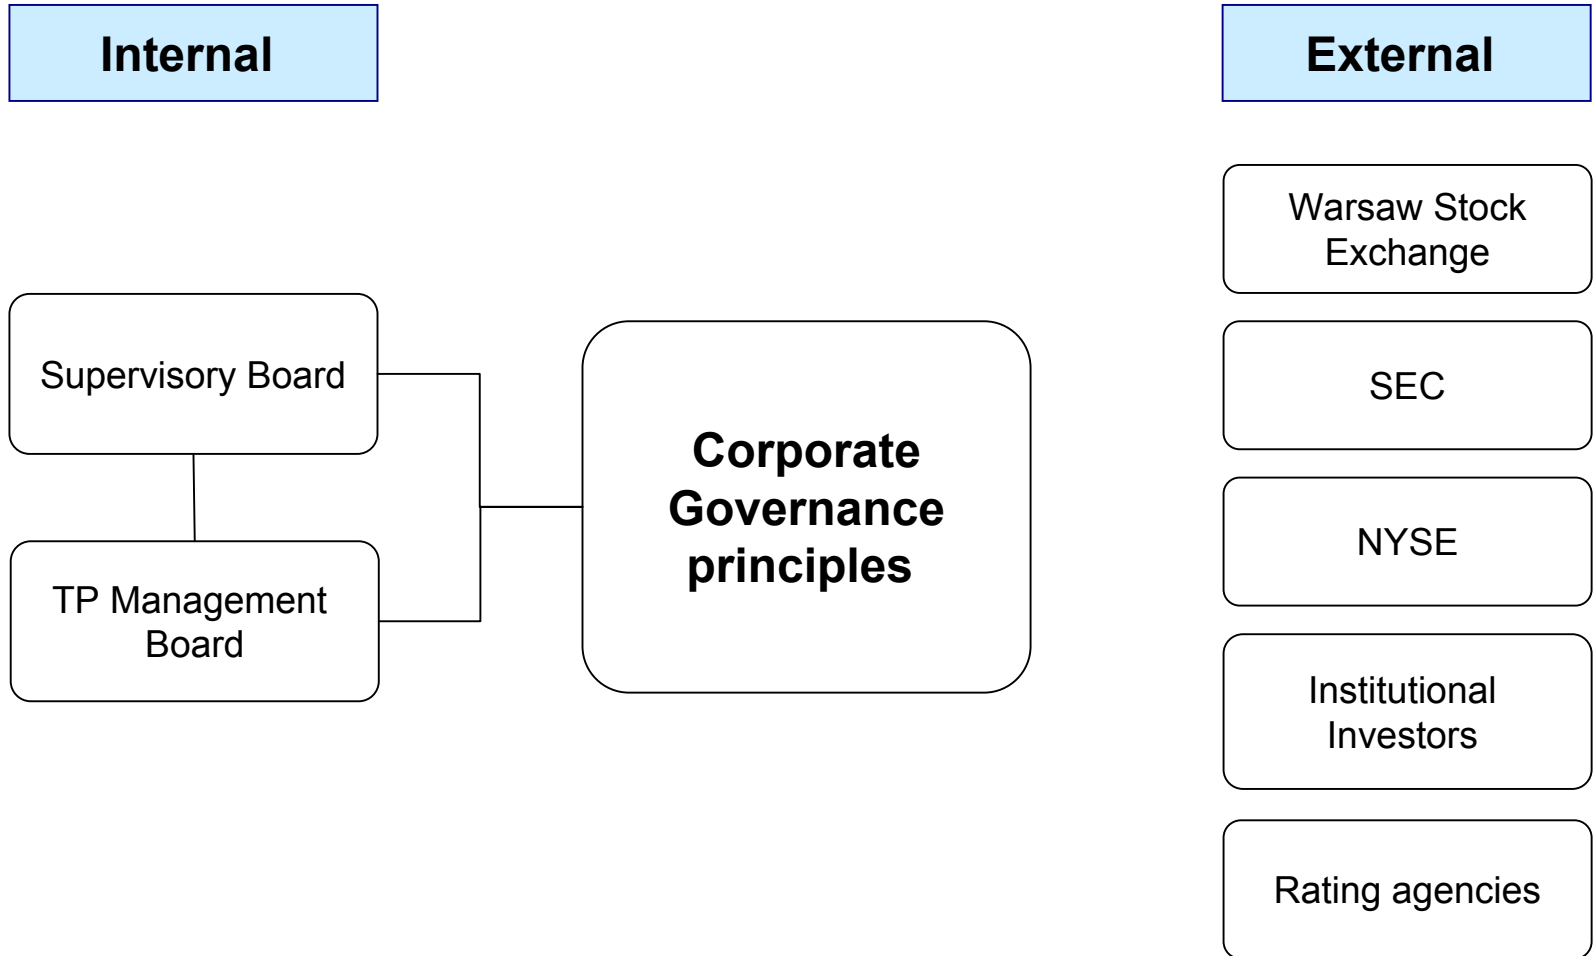 Internal
External
Supervisory Board
TP Management
Board
Corporate
Governance
principles
Warsaw Stock
Exchange
SEC
NYSE
Institutional
Investors
Rating agencies